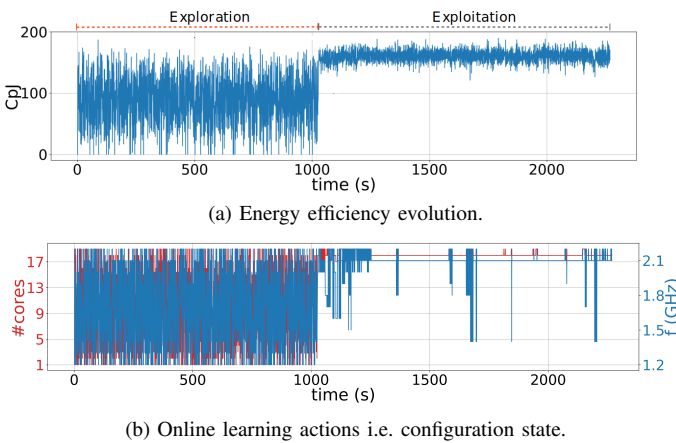 Exploration Exploitation
200
100
0
CpJ
0 500 1000 1500 2000
time (s)
(a) Energy efficiency evolution.
17 2.1
13 1.8
9
5 1.5
1 1.2
#cores f (GHz)
0 500 1000 1500 2000
time (s)
(b) Online learning actions i.e. configuration state.